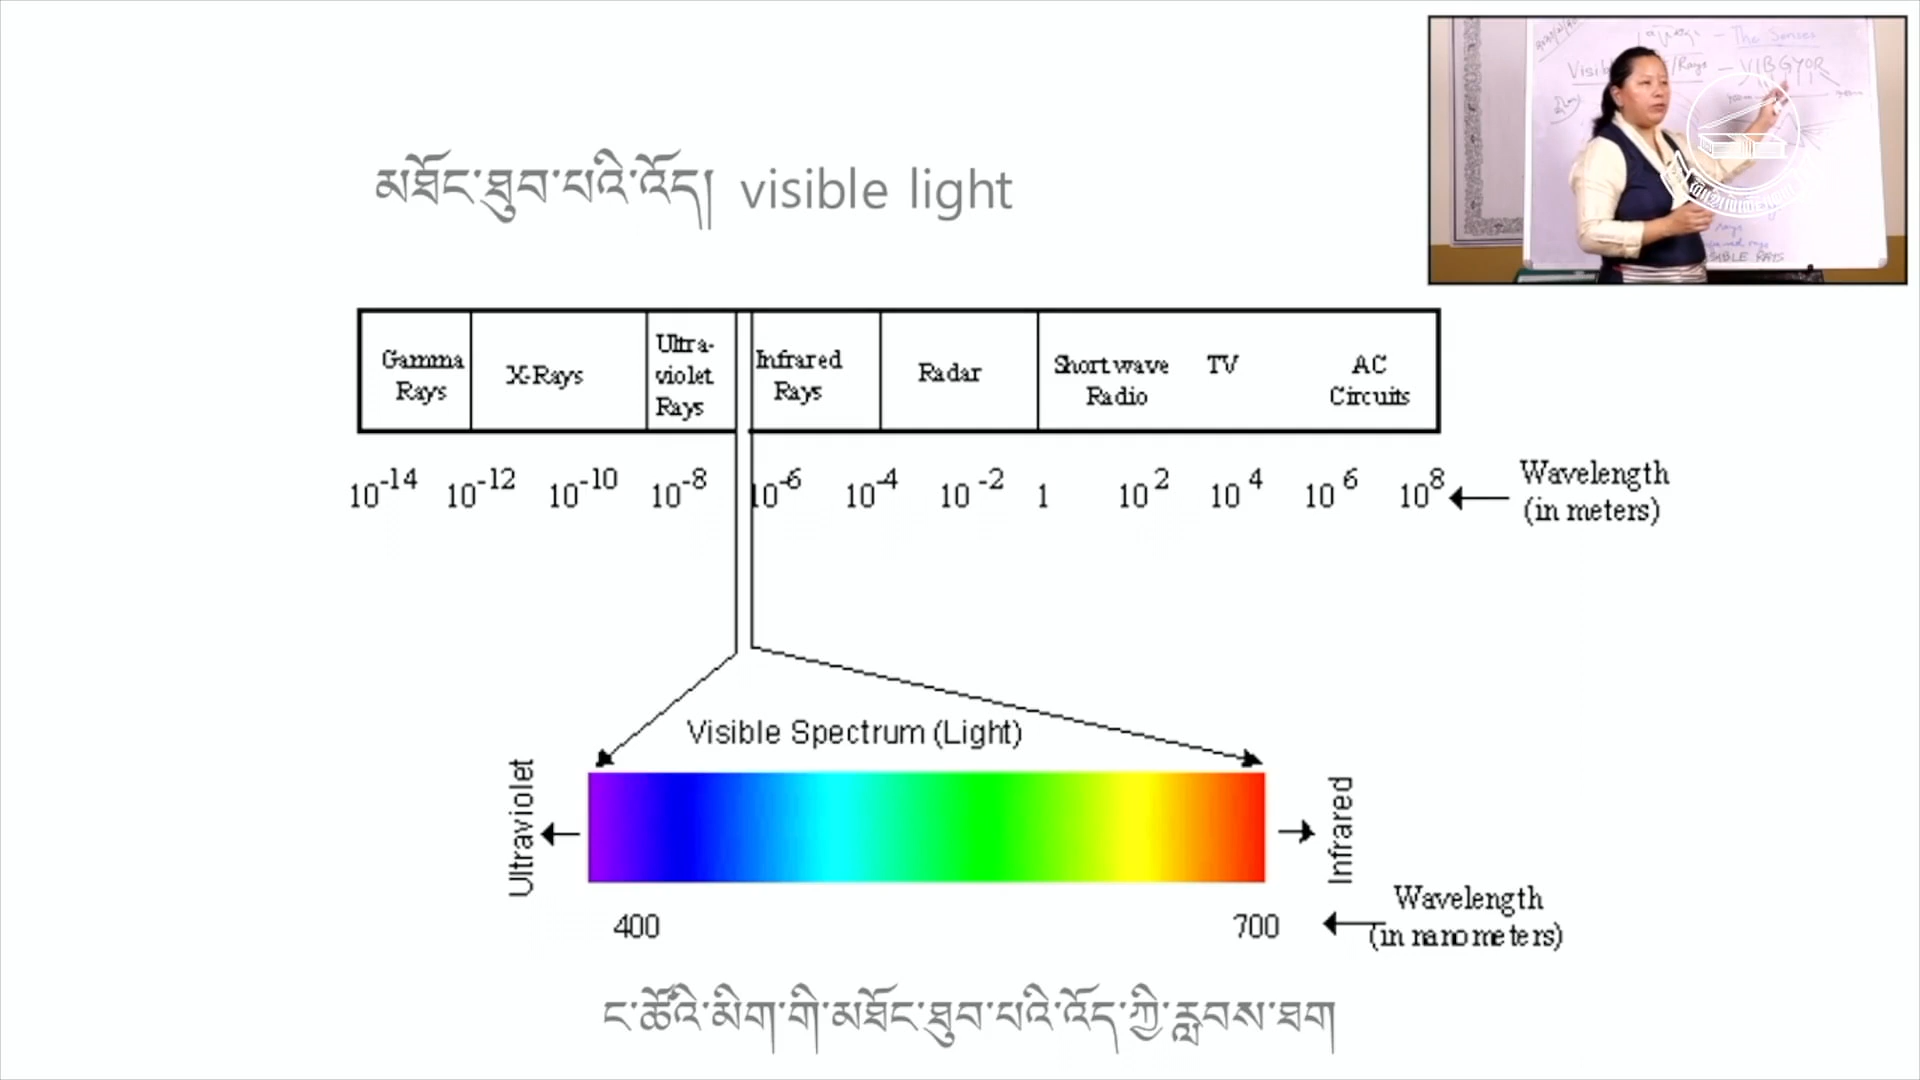 མཐོང་ཐུབ་པའི་འོད། visible light
The Senses
VIBGYOR
Gamma Rays
X-Rays
Ultra-violet Rays
Infrared Rays
Radar
Short wave Radio
TV
AC Circuits
10-14 10-12 10-10 10-8 10-6 10-4 10-2 1 10 2 10 4 10 6 10 8
Wavelength
(in meters)
Visible Spectrum (Light)
Ultraviolet
Infrared
400 700
Wavelength
(in nanometers)
ང་ཚོའི་མིག་གི་མཐོང་ཐུབ་པའི་འོད་ཀྱི་རླབས་ཐག